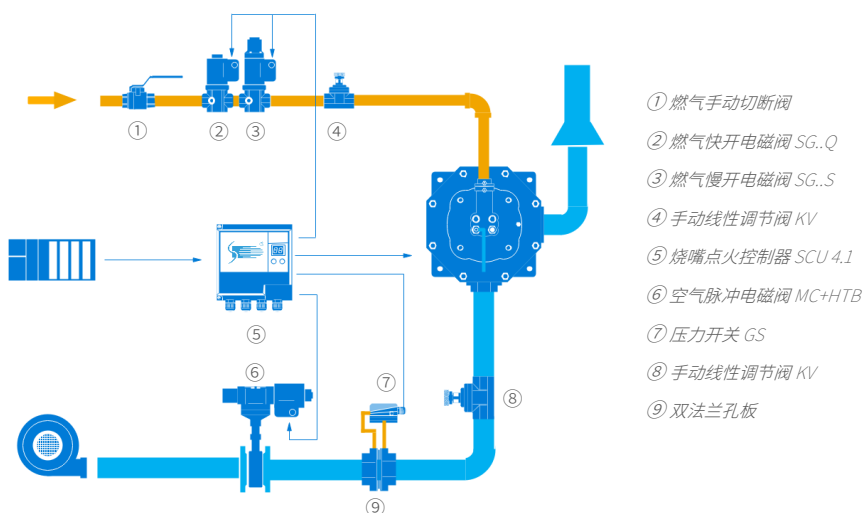 ① ② ③ ④
⑤
⑥ ⑦ ⑧
⑨
① 燃气手动切断阀
② 燃气快开电磁阀 SG..Q
③ 燃气慢开电磁阀 SG..S
④ 手动线性调节阀 KV
⑤ 烧嘴点火控制器 SCU 4.1
⑥ 空气脉冲电磁阀 MC+HTB
⑦ 压力开关 GS
⑧ 手动线性调节阀 KV
⑨ 双法兰孔板